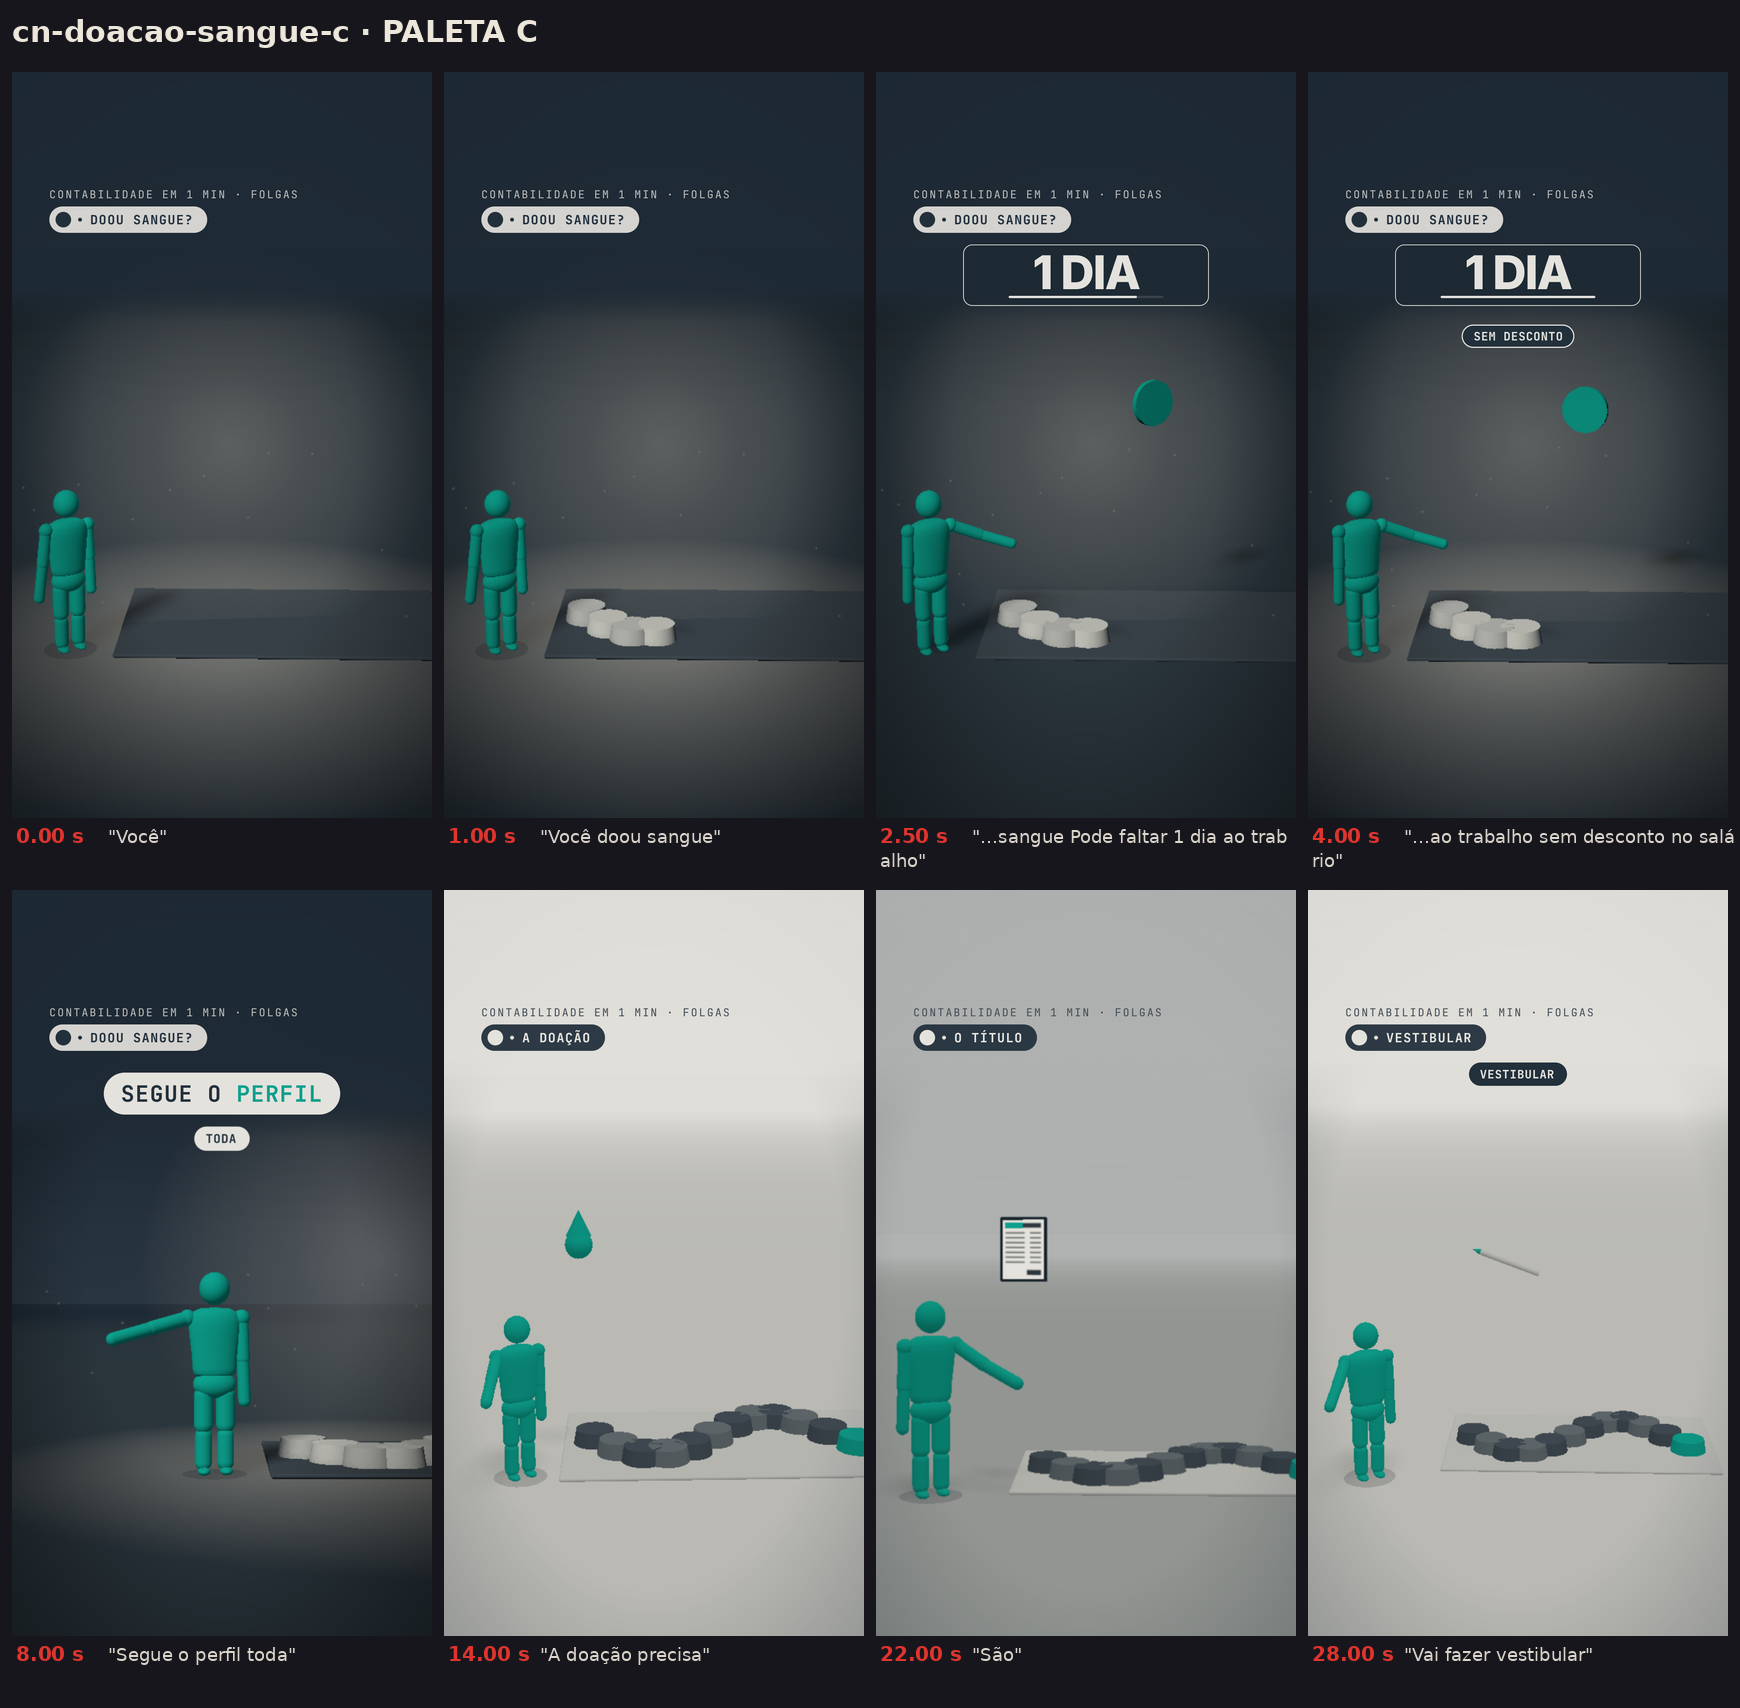 cn-doacao-sangue-c · PALETA C
CONTABILIDADE EM 1 MIN · FOLGAS
• DOOU SANGUE?
0.00 s "Você"
CONTABILIDADE EM 1 MIN · FOLGAS
• DOOU SANGUE?
1.00 s "Você doou sangue"
CONTABILIDADE EM 1 MIN · FOLGAS
• DOOU SANGUE?
1 DIA
2.50 s "...sangue Pode faltar 1 dia ao trab
alho"
CONTABILIDADE EM 1 MIN · FOLGAS
• DOOU SANGUE?
1 DIA
SEM DESCONTO
4.00 s "...ao trabalho sem desconto no salá
rio"
CONTABILIDADE EM 1 MIN · FOLGAS
• DOOU SANGUE?
SEGUE O PERFIL
TODA
8.00 s "Segue o perfil toda"
CONTABILIDADE EM 1 MIN · FOLGAS
• A DOAÇÃO
14.00 s "A doação precisa"
CONTABILIDADE EM 1 MIN · FOLGAS
• O TÍTULO
22.00 s "São"
CONTABILIDADE EM 1 MIN · FOLGAS
• VESTIBULAR
VESTIBULAR
28.00 s "Vai fazer vestibular"